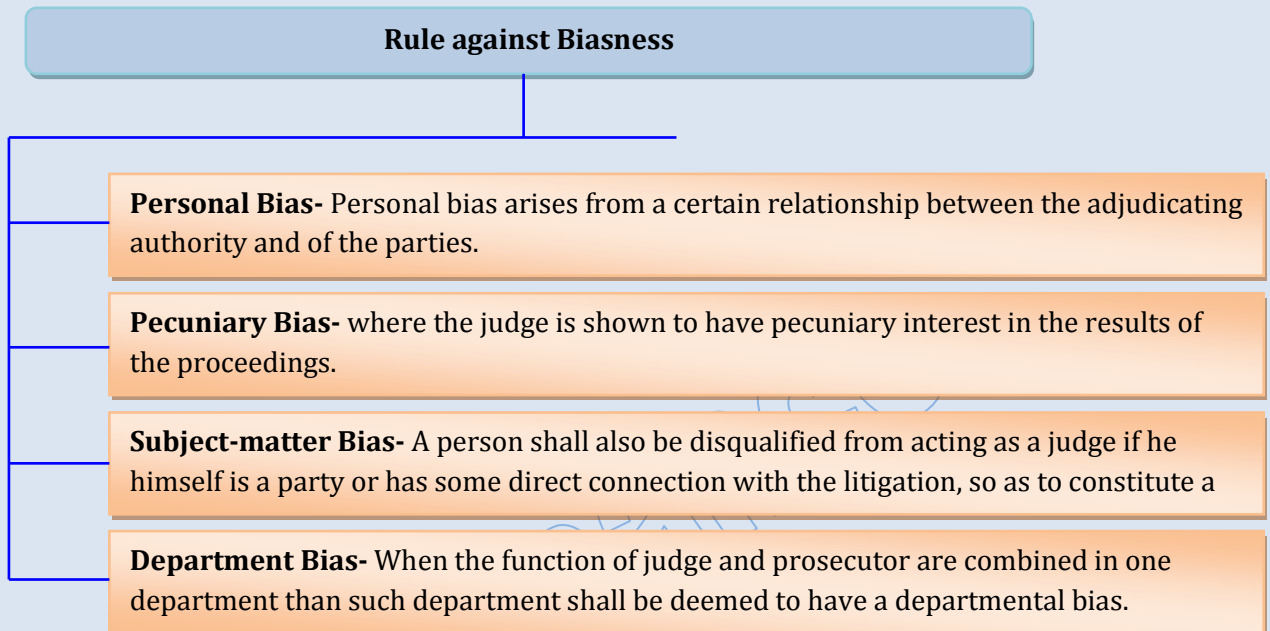 Rule against Biasness
Personal Bias- Personal bias arises from a certain relationship between the adjudicating
authority and of the parties.
Pecuniary Bias- where the judge is shown to have pecuniary interest in the results of
the proceedings.
Subject-matter Bias- A person shall also be disqualified from acting as a judge if he
himself is a party or has some direct connection with the litigation, so as to constitute a
Department Bias- When the function of judge and prosecutor are combined in one
department than such department shall be deemed to have a departmental bias.